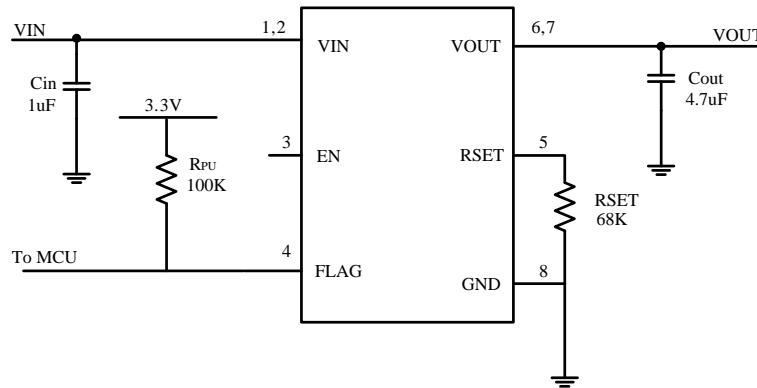 VIN
1,2
VIN
VOUT
6,7
VOUT
Cin
1uF
Cout
4.7uF
3.3V
RPU
100K
3
EN
RSET
5
RSET
68K
To MCU
4
FLAG
GND
8